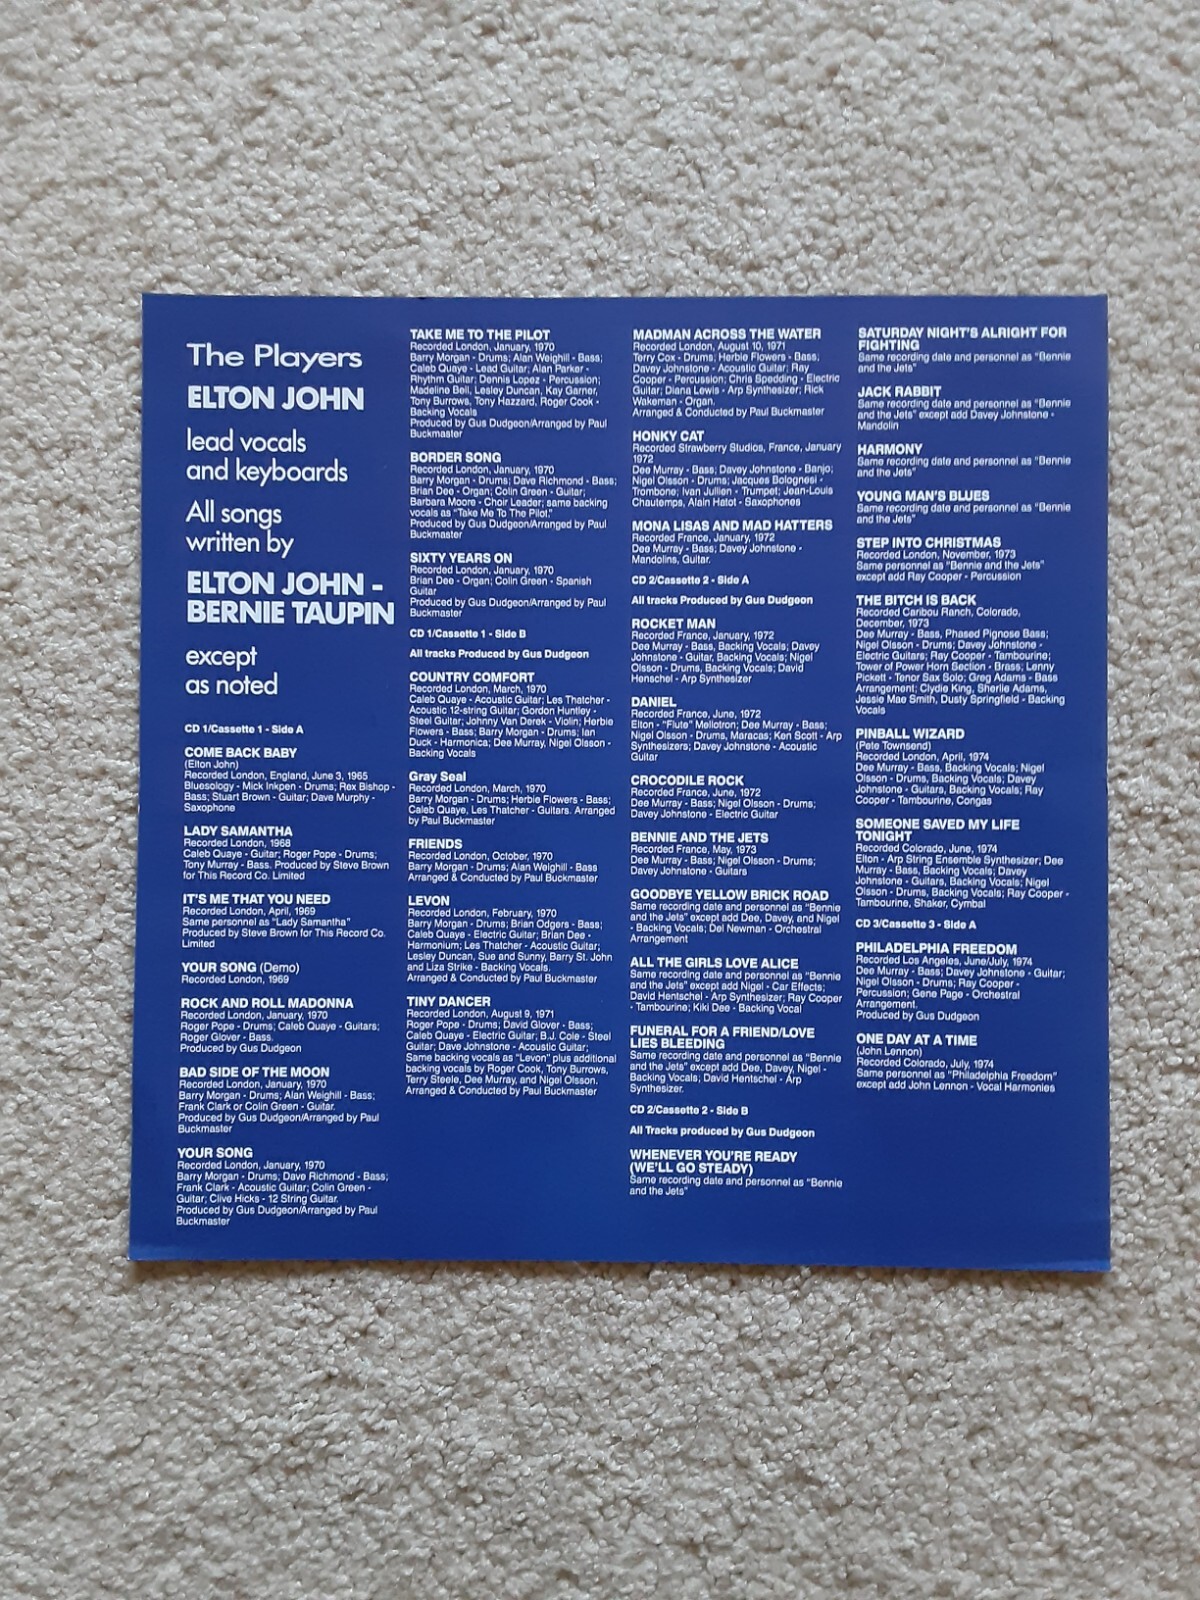 The Players
ELTON JOHN
lead vocals
and keyboards
All songs
written by
ELTON JOHN -
BERNIE TAUPIN
except
as noted
CD 1/Cassette 1 - Side A
COME BACK BABY
(Elton John)
Recorded London, England, June 3, 1965
Bluesology - Mick Inkpen - Drums; Rex Bishop -
Bass; Stuart Brown - Guitar; Dave Murphy -
Saxophone
LADY SAMANTHA
Recorded London, 1968
Caleb Quaye - Guitar; Roger Pope - Drums;
Tony Murray - Bass. Produced by Steve Brown
for This Record Co. Limited
IT'S ME THAT YOU NEED
Recorded London, April, 1969
Same personnel as "Lady Samantha"
Produced by Steve Brown for This Record Co.
Limited
YOUR SONG (Demo)
Recorded London, 1969
ROCK AND ROLL MADONNA
Recorded London, January, 1970
Roger Pope - Drums; Caleb Quaye - Guitars;
Roger Glover - Bass.
Produced by Gus Dudgeon
BAD SIDE OF THE MOON
Recorded London, January, 1970
Barry Morgan - Drums; Alan Weighill - Bass;
Frank Clark or Colin Green - Guitar.
Produced by Gus Dudgeon/Arranged by Paul
Buckmaster
YOUR SONG
Recorded London, January, 1970
Barry Morgan - Drums; Dave Richmond - Bass;
Frank Clark - Acoustic Guitar; Colin Green -
Guitar; Clive Hicks - 12 String Guitar.
Produced by Gus Dudgeon/Arranged by Paul
Buckmaster
TAKE ME TO THE PILOT
Recorded London, January, 1970
Barry Morgan - Drums; Alan Weighill - Bass;
Caleb Quaye - Lead Guitar; Alan Parker -
Rhythm Guitar; Dennis Lopez - Percussion;
Madeline Bell, Lesley Duncan, Kay Garner,
Tony Burrows, Tony Hazzard, Roger Cook -
Backing Vocals
Produced by Gus Dudgeon/Arranged by Paul
Buckmaster
BORDER SONG
Recorded London, January, 1970
Barry Morgan - Drums; Dave Richmond - Bass;
Brian Dee - Organ; Colin Green - Guitar;
Barbara Moore - Choir Leader; same backing
vocals as "Take Me To The Pilot."
Produced by Gus Dudgeon/Arranged by Paul
Buckmaster
SIXTY YEARS ON
Recorded London, January, 1970
Brian Dee - Organ; Colin Green - Spanish
Guitar
Produced by Gus Dudgeon/Arranged by Paul
Buckmaster
CD 1/Cassette 1 - Side B
All tracks Produced by Gus Dudgeon
COUNTRY COMFORT
Recorded London, March, 1970
Caleb Quaye - Acoustic Guitar; Les Thatcher -
Acoustic 12-string Guitar; Gordon Huntley -
Steel Guitar; Johnny Van Derek - Violin; Herbie
Flowers - Bass; Barry Morgan - Drums; Ian
Duck - Harmonica; Dee Murray, Nigel Olsson -
Backing Vocals
Gray Seal
Recorded London, March, 1970
Barry Morgan - Drums; Herbie Flowers - Bass;
Caleb Quaye, Les Thatcher - Guitars. Arranged
by Paul Buckmaster
FRIENDS
Recorded London, October, 1970
Barry Morgan - Drums; Alan Weighill - Bass
Arranged & Conducted by Paul Buckmaster
LEVON
Recorded London, February, 1970
Barry Morgan - Drums; Brian Odgers - Bass;
Caleb Quaye - Electric Guitar; Brian Dee -
Harmonium; Les Thatcher - Acoustic Guitar;
Lesley Duncan, Sue and Sunny, Barry St. John
and Liza Strike - Backing Vocals.
Arranged & Conducted by Paul Buckmaster
TINY DANCER
Recorded London, August 9, 1971
Roger Pope - Drums; David Glover - Bass;
Caleb Quaye - Electric Guitar; B.J. Cole - Steel
Guitar; Dave Johnstone - Acoustic Guitar;
Same backing vocals as "Levon" plus additional
backing vocals by Roger Cook, Tony Burrows,
Terry Steele, Dee Murray, and Nigel Olsson.
Arranged & Conducted by Paul Buckmaster
MADMAN ACROSS THE WATER
Recorded London, August 10, 1971
Terry Cox - Drums; Herbie Flowers - Bass;
Davey Johnstone - Acoustic Guitar; Ray
Cooper - Percussion; Chris Spedding - Electric
Guitar; Diana Lewis - Arp Synthesizer; Rick
Wakeman - Organ.
Arranged & Conducted by Paul Buckmaster
HONKY CAT
Recorded Strawberry Studios, France, January
1972
Dee Murray - Bass; Davey Johnstone - Banjo;
Nigel Olsson - Drums; Jacques Bolognesi -
Trombone; Ivan Jullien - Trumpet; Jean-Louis
Chautemps, Alain Hatot - Saxophones
MONA LISAS AND MAD HATTERS
Recorded France, January, 1972
Dee Murray - Bass; Davey Johnstone -
Mandolins, Guitar.
CD 2/Cassette 2 - Side A
All tracks Produced by Gus Dudgeon
ROCKET MAN
Recorded France, January, 1972
Dee Murray - Bass, Backing Vocals; Davey
Johnstone - Guitar, Backing Vocals; Nigel
Olsson - Drums, Backing Vocals; David
Henschel - Arp Synthesizer
DANIEL
Recorded France, June, 1972
Elton - "Flute" Mellotron; Dee Murray - Bass;
Nigel Olsson - Drums, Maracas; Ken Scott - Arp
Synthesizers; Davey Johnstone - Acoustic
Guitar
CROCODILE ROCK
Recorded France, June, 1972
Dee Murray - Bass; Nigel Olsson - Drums;
Davey Johnstone - Electric Guitar
BENNIE AND THE JETS
Recorded France, May, 1973
Dee Murray - Bass; Nigel Olsson - Drums;
Davey Johnstone - Guitars
GOODBYE YELLOW BRICK ROAD
Same recording date and personnel as "Bennie
and the Jets" except add Dee, Davey, and Nigel
- Backing Vocals; Del Newman - Orchestral
Arrangement
ALL THE GIRLS LOVE ALICE
Same recording date and personnel as "Bennie
and the Jets" except add Nigel - Car Effects;
David Hentschel - Arp Synthesizer; Ray Cooper
- Tambourine; Kiki Dee - Backing Vocal
FUNERAL FOR A FRIEND/LOVE
LIES BLEEDING
Same recording date and personnel as "Bennie
and the Jets" except add Dee, Davey, Nigel -
Backing Vocals; David Hentschel - Arp
Synthesizer.
CD 2/Cassette 2 - Side B
All Tracks produced by Gus Dudgeon
WHENEVER YOU'RE READY
(WE'LL GO STEADY)
Same recording date and personnel as "Bennie
and the Jets"
SATURDAY NIGHT'S ALRIGHT FOR
FIGHTING
Same recording date and personnel as "Bennie
and the Jets"
JACK RABBIT
Same recording date and personnel as "Bennie
and the Jets" except add Davey Johnstone -
Mandolin
HARMONY
Same recording date and personnel as "Bennie
and the Jets"
YOUNG MAN'S BLUES
Same recording date and personnel as "Bennie
and the Jets"
STEP INTO CHRISTMAS
Recorded London, November, 1973
Same personnel as "Bennie and the Jets"
except add Ray Cooper - Percussion
THE BITCH IS BACK
Recorded Caribou Ranch, Colorado,
December, 1973
Dee Murray - Bass, Phased Pignose Bass;
Nigel Olsson - Drums; Davey Johnstone -
Electric Guitars; Ray Cooper - Tambourine;
Tower of Power Horn Section - Brass; Lenny
Pickett - Tenor Sax Solo; Greg Adams - Bass
Arrangement; Clydie King, Sherlie Adams,
Jessie Mae Smith, Dusty Springfield - Backing
Vocals
PINBALL WIZARD
(Pete Townsend)
Recorded London, April, 1974
Dee Murray - Bass, Backing Vocals; Nigel
Olsson - Drums, Backing Vocals; Davey
Johnstone - Guitars, Backing Vocals; Ray
Cooper - Tambourine, Congas
SOMEONE SAVED MY LIFE
TONIGHT
Recorded Colorado, June, 1974
Elton - Arp String Ensemble Synthesizer; Dee
Murray - Bass, Backing Vocals; Davey
Johnstone - Guitars, Backing Vocals; Nigel
Olsson - Drums, Backing Vocals; Ray Cooper -
Tambourine, Shaker, Cymbal
CD 3/Cassette 3 - Side A
PHILADELPHIA FREEDOM
Recorded Los Angeles, June/July, 1974
Dee Murray - Bass; Davey Johnstone - Guitar;
Nigel Olsson - Drums; Ray Cooper -
Percussion; Gene Page - Orchestral
Arrangement.
Produced by Gus Dudgeon
ONE DAY AT A TIME
(John Lennon)
Recorded Colorado, July, 1974
Same personnel as "Philadelphia Freedom"
except add John Lennon - Vocal Harmonies